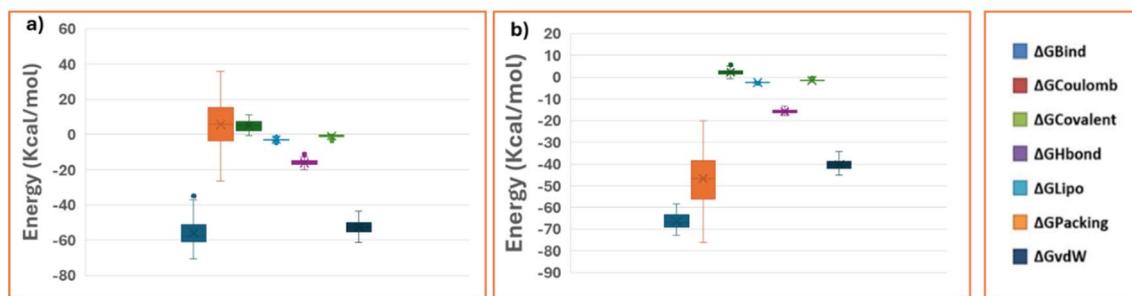 a)
Energy (Kcal/mol)
60
40
20
0
-20
-40
-60
-80
b)
Energy (Kcal/mol)
20
10
0
-10
-20
-30
-40
-50
-60
-70
-80
-90
ΔGBind
ΔGCoulomb
ΔGCovalent
ΔGHbond
ΔGLipo
ΔGPacking
ΔGvdW